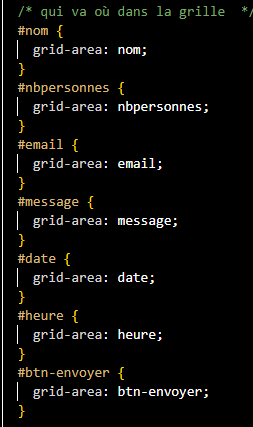 /* qui va où dans la grille  */
#nom {
  grid-area: nom;
}
#nbpersonnes {
  grid-area: nbpersonnes;
}
#email {
  grid-area: email;
}
#message {
  grid-area: message;
}
#date {
  grid-area: date;
}
#heure {
  grid-area: heure;
}
#btn-envoyer {
  grid-area: btn-envoyer;
}